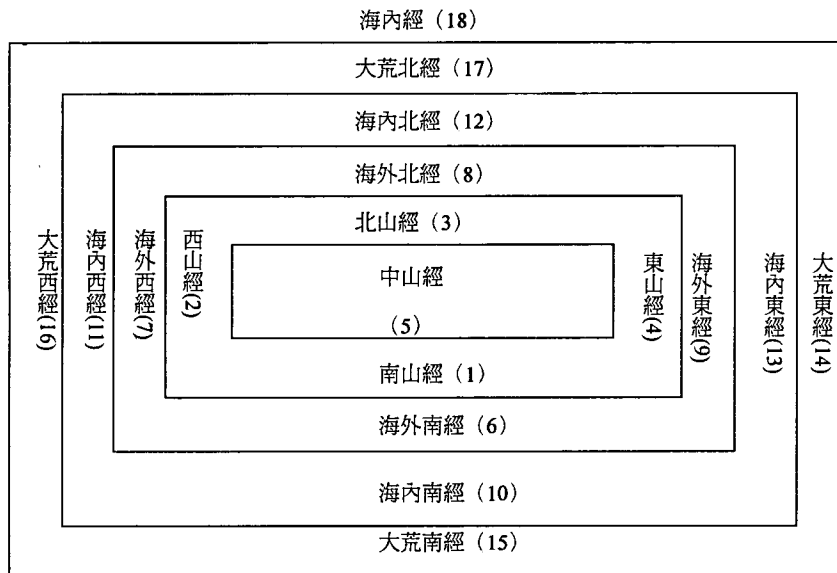 海內經（18）
大荒北經（17）
海內北經（12）
海外北經（8）
北山經（3）
大荒西經(16)
海內西經(11)
海外西經(7)
西山經(2)
中山經
（5）
東山經(4)
海外東經(9)
海內東經(13)
大荒東經(14)
南山經（1）
海外南經（6）
海內南經（10）
大荒南經（15）